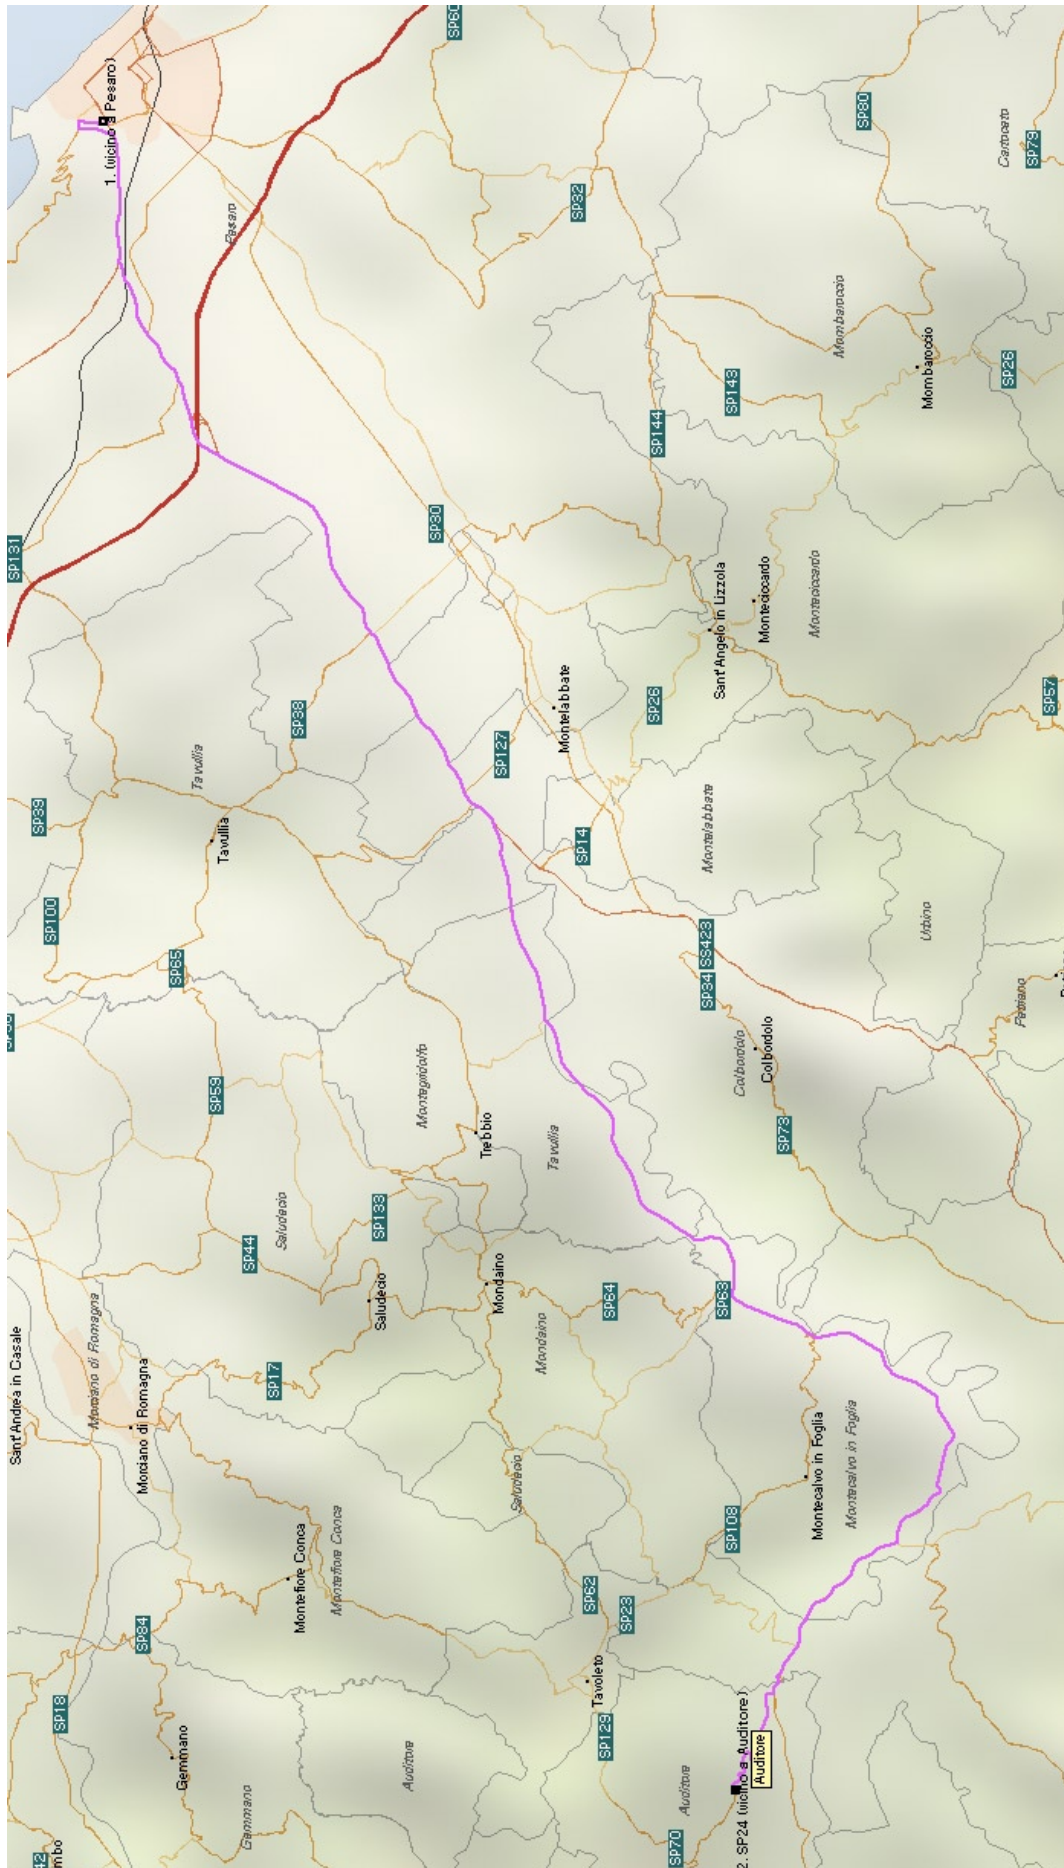 SP60
1. (vicino a Pesaro)
SP80
Cartoceto
SP79
Pesaro
SP32
Mombaroccio
Mombaroccio
SP26
SP143
SP144
SP131
SP30
Sant'Angelo in Lizzola
Monteciccardo
Monteciccardo
SP57
SP26
Montelabbate
SP127
SP38
Tavullia
SP39
Tavullia
SP14
Montelabbate
SP100
SP65
Urbino
SS423
SP34
Petriano
Colbordolo
Colbordolo
SP59
Montegridolfo
Trebbio
Tavullia
SP73
SP133
Saludecio
SP44
Saludecio
Mondaino
SP64
SP63
Mondaino
Sant'Andrea in Casale
Morciano di Romagna
Morciano di Romagna
SP17
Montecalvo in Foglia
Montecalvo in Foglia
Saludecio
SP108
Montefiore Conca
Montefiore Conca
SP62
SP23
SP84
Tavoleto
SP129
SP18
Gemmano
Gemmano
Auditore
Auditore
2. SP24 (vicino a Auditore)
Auditore
SP70